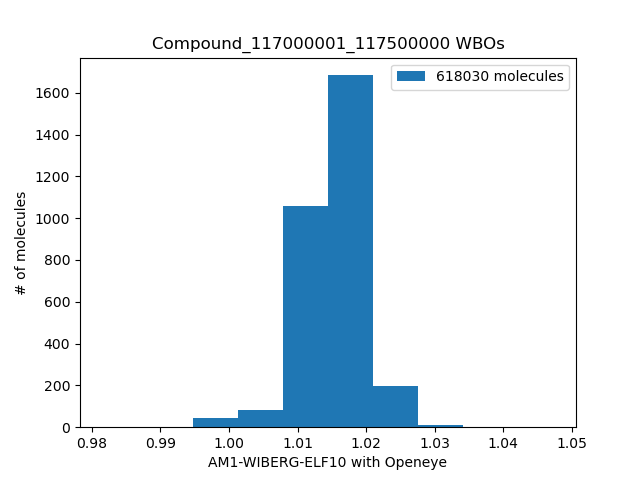 Compound_117000001_117500000 WBOs
618030 molecules
# of molecules
1600
1400
1200
1000
800
600
400
200
0
0.98 0.99 1.00 1.01 1.02 1.03 1.04 1.05
AM1-WIBERG-ELF10 with Openeye